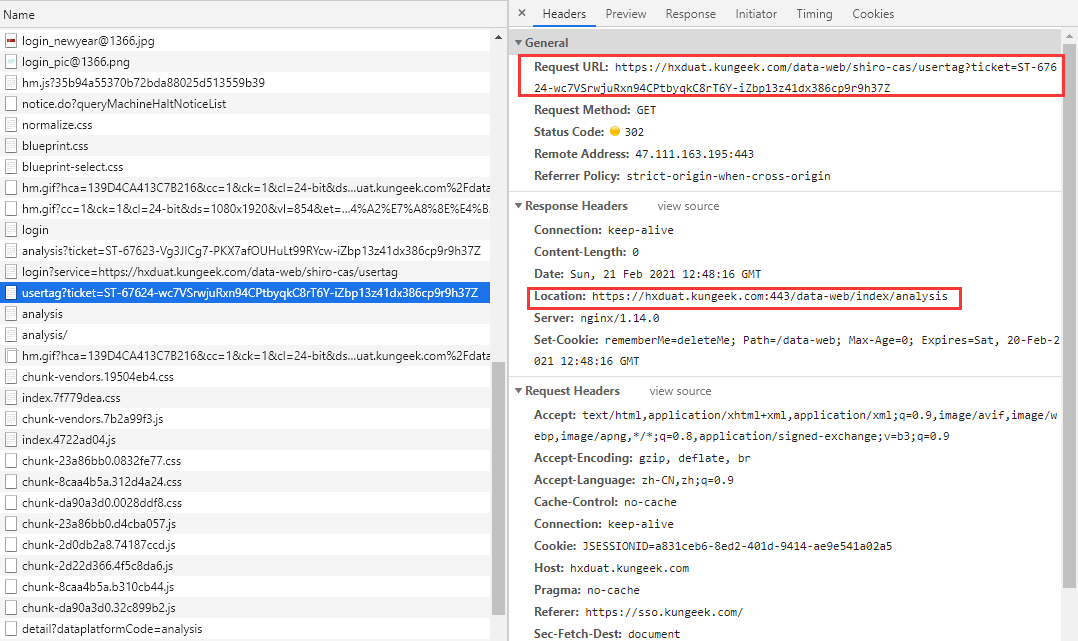 Name
login_newyear@1366.jpg
login_pic@1366.png
hm.js?35b94a55370b72bda88025d513559b39
notice.do?queryMachineHaltNoticeList
normalize.css
blueprint.css
blueprint-select.css
hm.gif?hca=139D4CA413C7B216&cc=1&ck=1&cl=24-bit&ds...uat.kungeek.com%2Fdata
hm.gif?cc=1&ck=1&cl=24-bit&ds=1080x1920&vl=854&et=...4%A2%E7%A8%8E%E4%B.
login
analysis?ticket=ST-67623-Vg3JICg7-PKX7afOUHuLt99RYcw-iZbp13z41dx386cp9r9h37Z
login?service=https://hxduat.kungeek.com/data-web/shiro-cas/usertag
usertag?ticket=ST-67624-wc7VSrwjuRxn94CPtbyqkC8rT6Y-iZbp13z41dx386cp9r9h37Z
analysis
analysis/
hm.gif?hca=139D4CA413C7B216&cc=1&ck=1&cl=24-bit&ds...uat.kungeek.com%2Fdata
chunk-vendors.19504eb4.css
index.7f779dea.css
chunk-vendors.7b2a99f3.js
index.4722ad04.js
chunk-23a86bb0.0832fe77.css
chunk-8caa4b5a.312d4a24.css
chunk-da90a3d0.0028ddf8.css
chunk-23a86bb0.d4cba057.js
chunk-2d0db2a8.74187ccd.js
chunk-2d22d366.4f5c8da6.js
chunk-8caa4b5a.b310cb44.js
chunk-da90a3d0.32c899b2.js
detail?dataplatformCode=analysis
Headers Preview Response Initiator Timing Cookies
General
Request URL: https://hxduat.kungeek.com/data-web/shiro-cas/usertag?ticket=ST-676
24-wc7VSrwjuRxn94CPtbyqkC8rT6Y-iZbp13z41dx386cp9r9h37Z
Request Method: GET
Status Code: 302
Remote Address: 47.111.163.195:443
Referrer Policy: strict-origin-when-cross-origin
Response Headers view source
Connection: keep-alive
Content-Length: 0
Date: Sun, 21 Feb 2021 12:48:16 GMT
Location: https://hxduat.kungeek.com:443/data-web/index/analysis
Server: nginx/1.14.0
Set-Cookie: rememberMe=deleteMe; Path=/data-web; Max-Age=0; Expires=Sat, 20-Feb-2
021 12:48:16 GMT
Request Headers view source
Accept: text/html,application/xhtml+xml,application/xml;q=0.9,image/avif,image/w
ebp,image/apng,*/*;q=0.8,application/signed-exchange;v=b3;q=0.9
Accept-Encoding: gzip, deflate, br
Accept-Language: zh-CN,zh;q=0.9
Cache-Control: no-cache
Connection: keep-alive
Cookie: JSESSIONID=a831ceb6-8ed2-401d-9414-ae9e541a02a5
Host: hxduat.kungeek.com
Pragma: no-cache
Referer: https://sso.kungeek.com/
Sec-Fetch-Dest: document